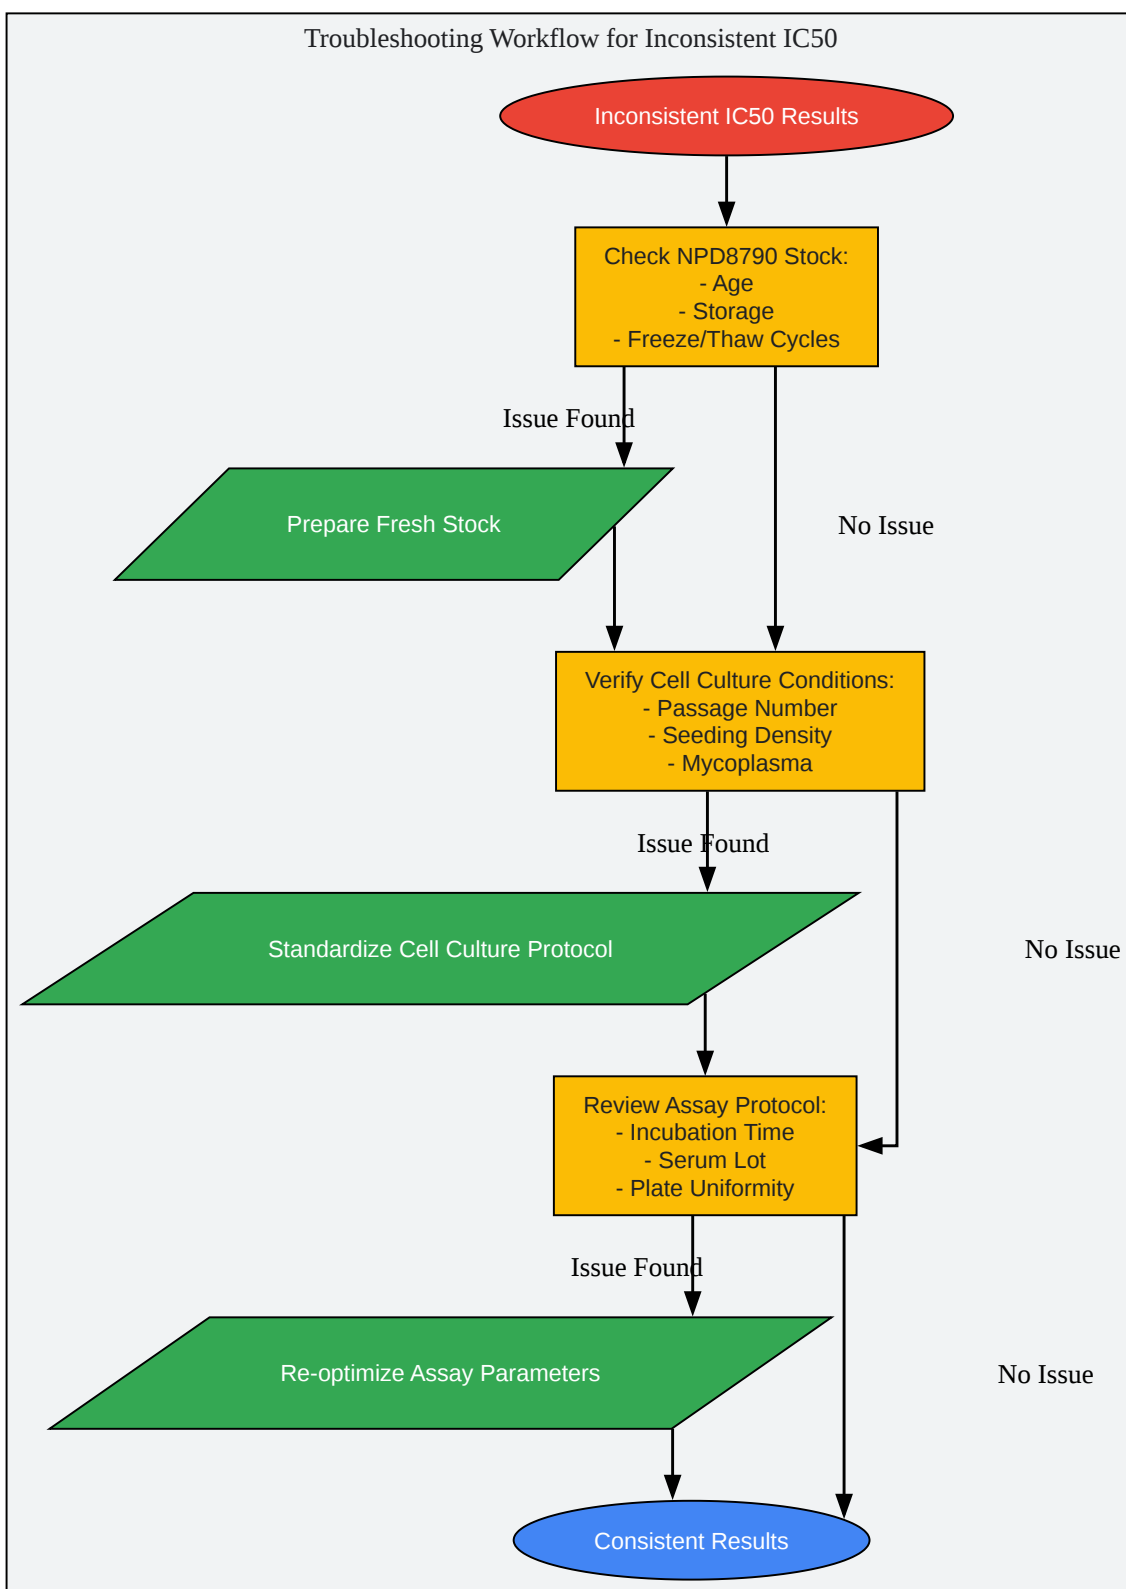 Troubleshooting Workflow for Inconsistent IC50
Inconsistent IC50 Results
Check NPD8790 Stock:
- Age
- Storage
- Freeze/Thaw Cycles
Issue Found
Prepare Fresh Stock
No Issue
Verify Cell Culture Conditions:
- Passage Number
- Seeding Density
- Mycoplasma
Issue Found
Standardize Cell Culture Protocol
No Issue
Review Assay Protocol:
- Incubation Time
- Serum Lot
- Plate Uniformity
Issue Found
Re-optimize Assay Parameters
No Issue
Consistent Results